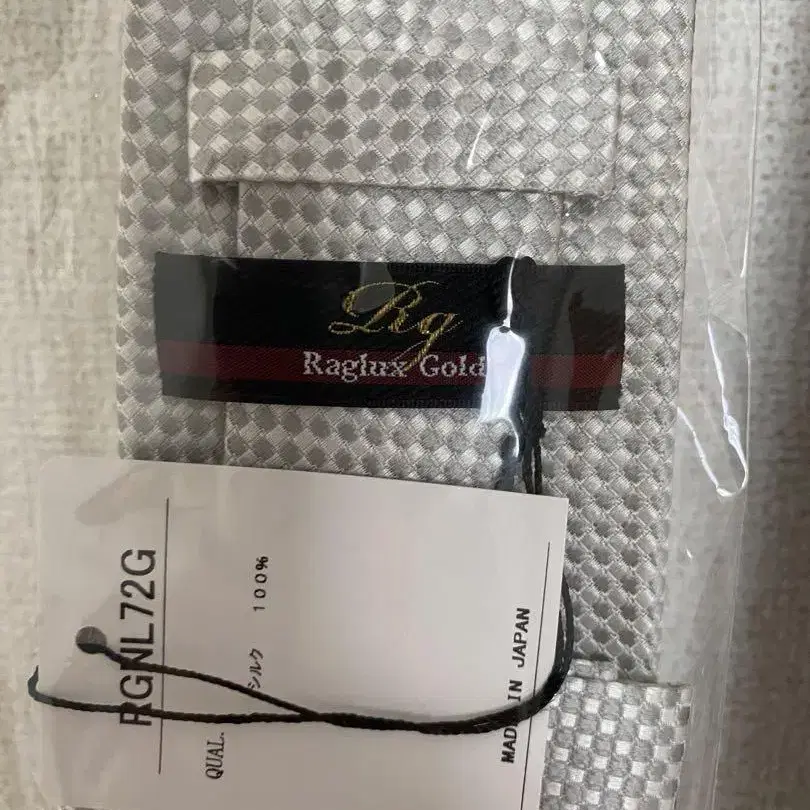 Rg
Raglux Gold
RGNL72G
QUAL.
シルク 100%
MADE IN JAPAN